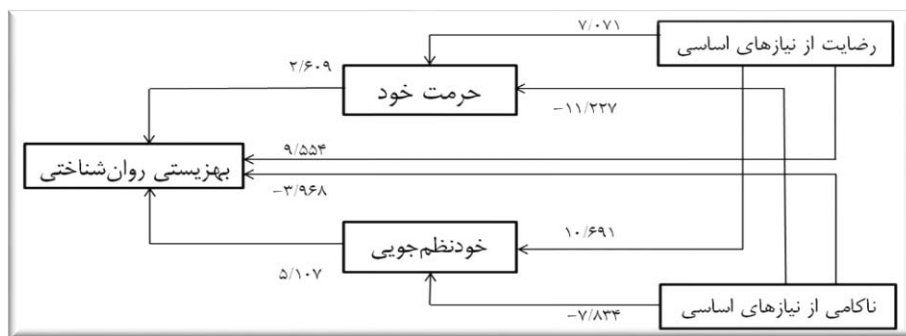 ۷/۰۷۱
رضایت از نیازهای اساسی
۲/۶۰۹
حرمت خود
−۱۱/۲۲۷
۹/۵۵۴
بهزیستی روان‌شناختی
−۳/۹۶۸
۱۰/۶۹۱
خودنظم‌جویی
۵/۱۰۷
ناکامی از نیازهای اساسی
−۷/۸۳۴